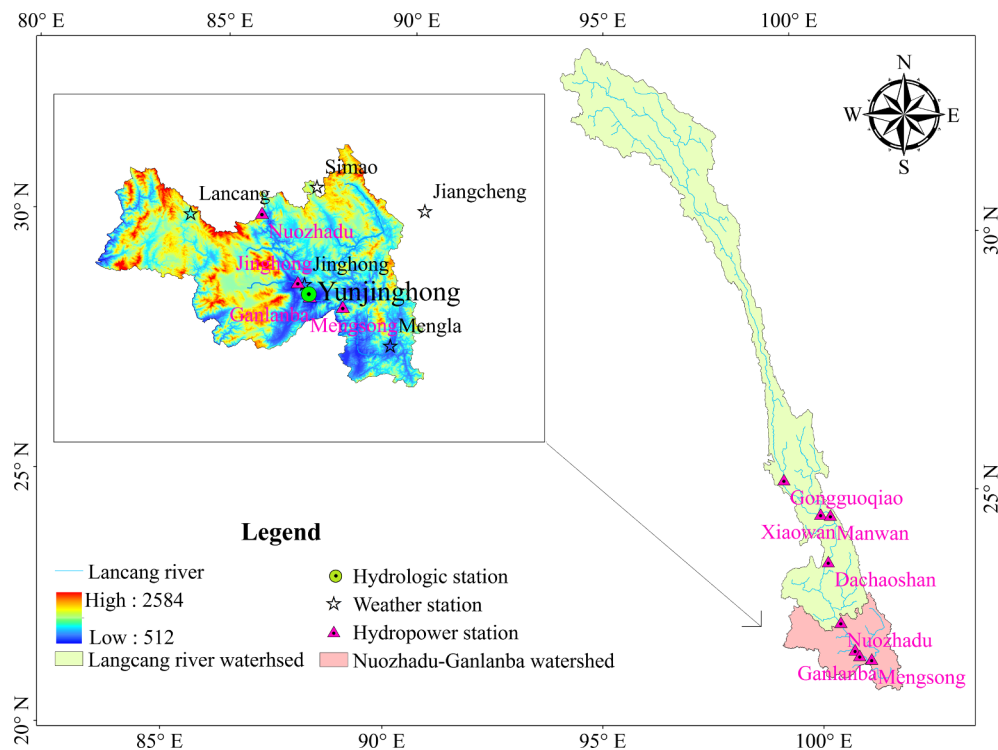 80° E 85° E 90° E 95° E 100° E
N
W E
S
Simao
Lancang
Jiangcheng
Nuozhadu
Jinghong Jinghong
Yunjinghong
Ganlanba
Mengsong Mengla
30° N
30° N
25° N
25° N
20° N
20° N
Gongguoqiao
Xiaowan Manwan
Dachaoshan
Nuozhadu
Ganlanba Mengsong
Legend
Lancang river
High : 2584
Low : 512
Langcang river waterhsed
Hydrologic station
Weather station
Hydropower station
Nuozhadu-Ganlanba watershed
85° E 90° E 95° E 100° E